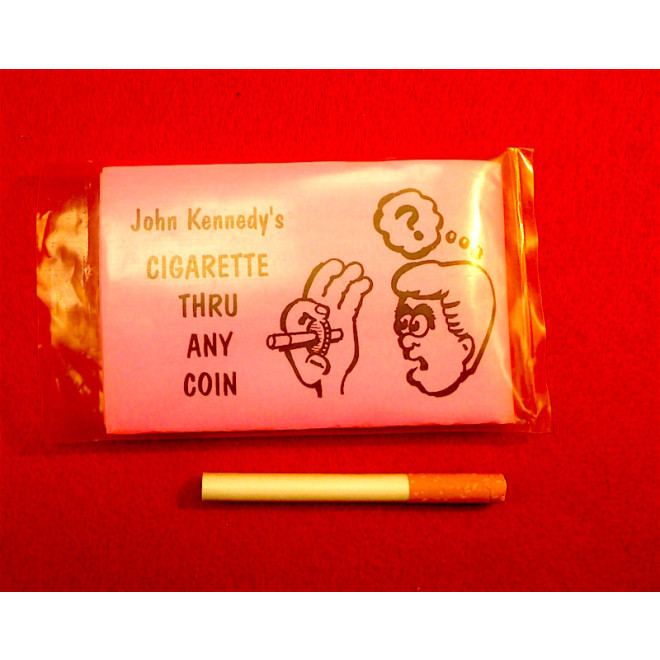 John Kennedy's
CIGARETTE
THRU
ANY
COIN
?